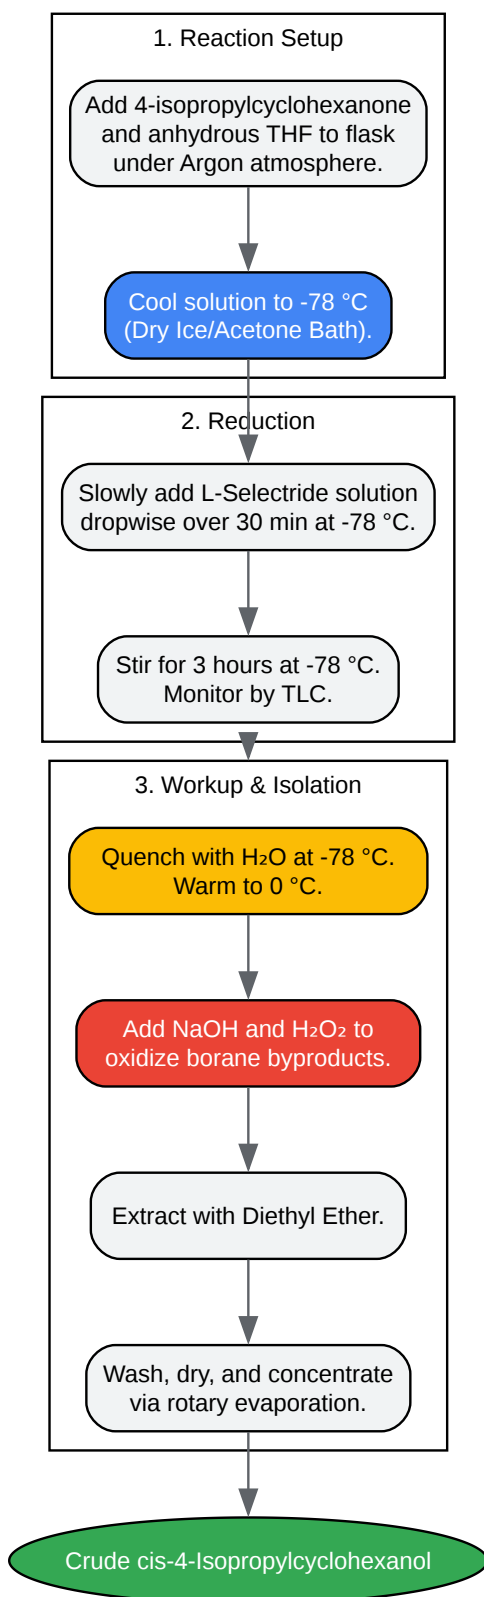 1. Reaction Setup
Add 4-isopropylcyclohexanone
and anhydrous THF to flask
under Argon atmosphere.
Cool solution to -78 °C
(Dry Ice/Acetone Bath).
2. Reduction
Slowly add L-Selectride solution
dropwise over 30 min at -78 °C.
Stir for 3 hours at -78 °C.
Monitor by TLC.
3. Workup & Isolation
Quench with H₂O at -78 °C.
Warm to 0 °C.
Add NaOH and H₂O₂ to
oxidize borane byproducts.
Extract with Diethyl Ether.
Wash, dry, and concentrate
via rotary evaporation.
Crude cis-4-Isopropylcyclohexanol